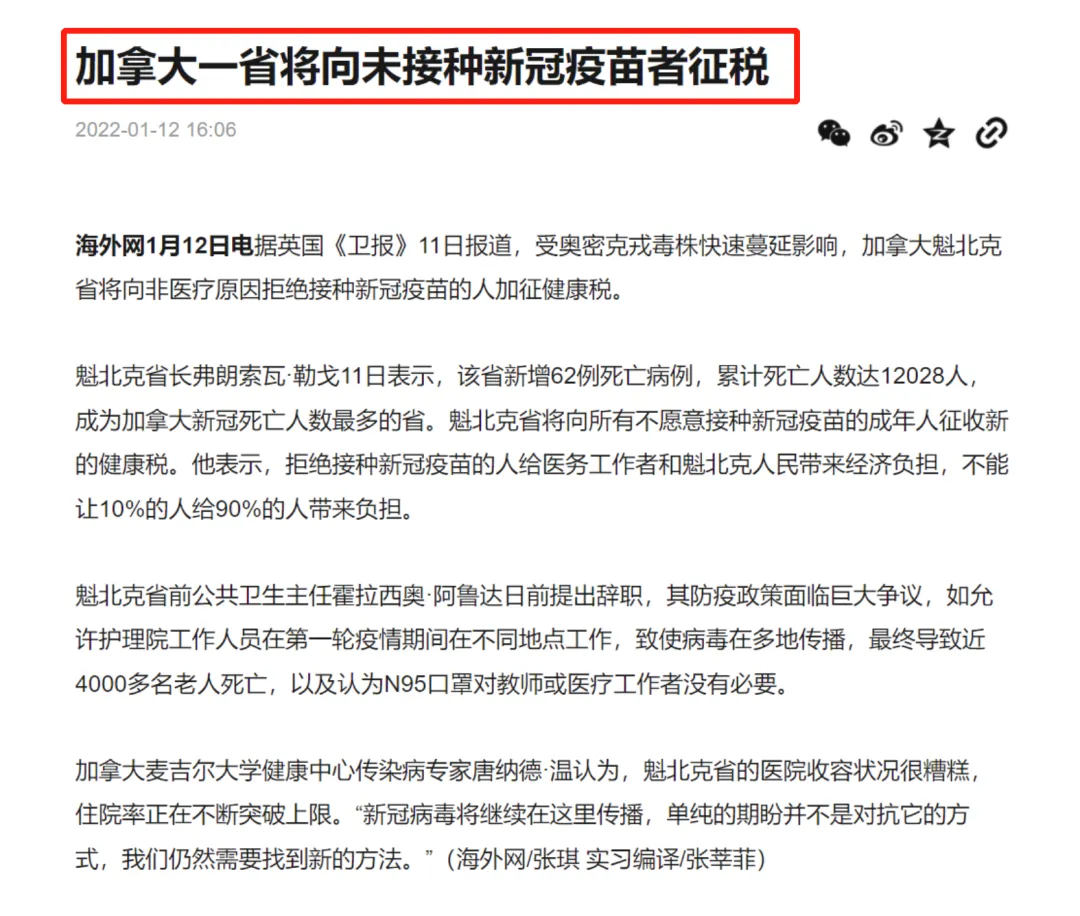 加拿大一省将向未接种新冠疫苗者征税
2022-01-12 16:06
海外网1月12日电据英国《卫报》11日报道，受奥密克戎毒株快速蔓延影响，加拿大魁北克
省将向非医疗原因拒绝接种新冠疫苗的人加征健康税。
魁北克省长弗朗索瓦·勒戈11日表示，该省新增62例死亡病例，累计死亡人数达12028人，
成为加拿大新冠死亡人数最多的省。魁北克省将向所有不愿意接种新冠疫苗的成年人征收新
的健康税。他表示，拒绝接种新冠疫苗的人给医务工作者和魁北克人民带来经济负担，不能
让10%的人给90%的人带来负担。
魁北克省前公共卫生主任霍拉西奥·阿鲁达日前提出辞职，其防疫政策面临巨大争议，如允
许护理院工作人员在第一轮疫情期间在不同地点工作，致使病毒在多地传播，最终导致近
4000多名老人死亡，以及认为N95口罩对教师或医疗工作者没有必要。
加拿大麦吉尔大学健康中心传染病专家唐纳德·温认为，魁北克省的医院收容状况很糟糕，
住院率正在不断突破上限。“新冠病毒将继续在这里传播，单纯的期盼并不是对抗它的方
式，我们仍然需要找到新的方法。”（海外网/张琪 实习编译/张莘菲）